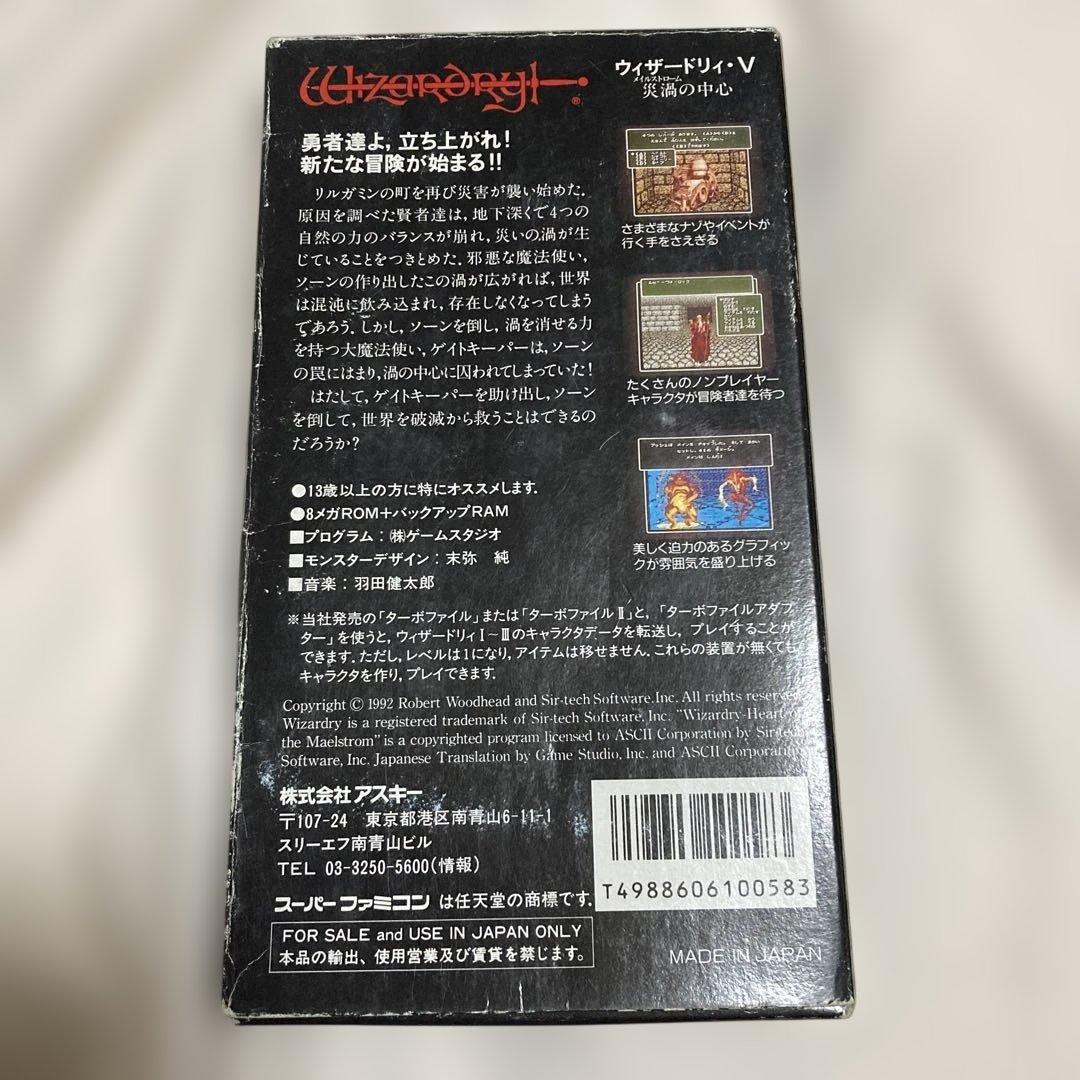 Wizardry
®
ウィザードリィ・V
メイルストローム
災渦の中心
勇者達よ，立ち上がれ！
新たな冒険が始まる!!
リルガミンの町を再び災害が襲い始めた．
原因を調べた賢者達は，地下深くで4つの
自然の力のバランスが崩れ，災いの渦が生
じていることをつきとめた．邪悪な魔法使い，
ソーンの作り出したこの渦が広がれば，世界
は混沌に飲み込まれ，存在しなくなってしまう
であろう．しかし，ソーンを倒し，渦を消せる力
を持つ大魔法使い，ゲイトキーパーは，ソーン
の罠にはまり，渦の中心に囚われてしまっていた！
はたして，ゲイトキーパーを助け出し，ソーン
を倒して，世界を破滅から救うことはできるの
だろうか？
さまざまなナゾやイベントが
行く手をさえぎる
たくさんのノンプレイヤー
キャラクタが冒険者達を待つ
美しく迫力のあるグラフィッ
クが雰囲気を盛り上げる
●13歳以上の方に特にオススメします．
●8メガROM＋バックアップRAM
■プログラム：㈱ゲームスタジオ
■モンスターデザイン：末弥 純
■音楽：羽田健太郎
※当社発売の「ターボファイル」または「ターボファイルⅡ」と，「ターボファイルアダプ
ター」を使うと，ウィザードリィⅠ～Ⅲのキャラクタデータを転送し，プレイすることが
できます．ただし，レベルは1になり，アイテムは移せません．これらの装置が無くても
キャラクタを作り，プレイできます．
Copyright © 1992 Robert Woodhead and Sir-tech Software, Inc. All rights reserved
Wizardry is a registered trademark of Sir-tech Software, Inc. "Wizardry-Heart of
the Maelstrom" is a copyrighted program licensed to ASCII Corporation by Sir-tech
Software, Inc. Japanese Translation by Game Studio, Inc. and ASCII Corporation
株式会社アスキー
〒107-24 東京都港区南青山6-11-1
スリーエフ南青山ビル
TEL 03-3250-5600(情報)
スーパーファミコン は任天堂の商標です．
FOR SALE and USE IN JAPAN ONLY
本品の輸出、使用営業及び賃貸を禁じます。
T4988606100583
MADE IN JAPAN